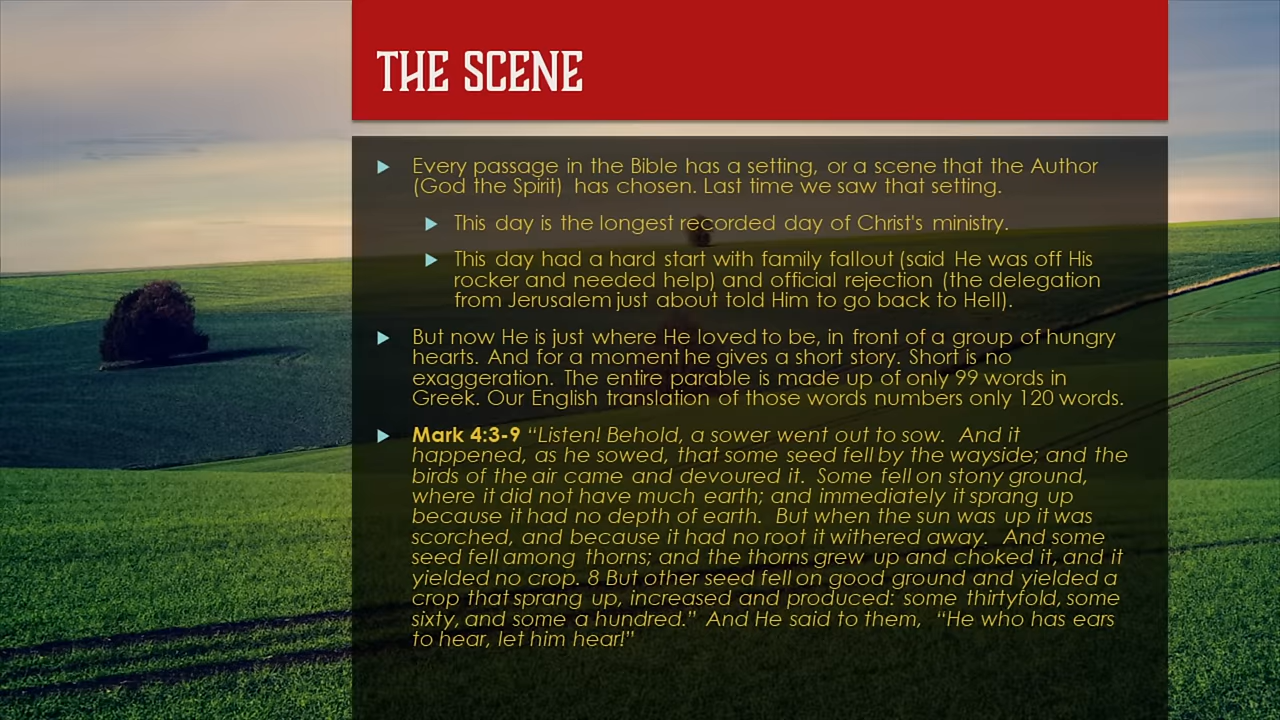 THE SCENE
Every passage in the Bible has a setting, or a scene that the Author
(God the Spirit) has chosen. Last time we saw that setting.
This day is the longest recorded day of Christ's ministry.
This day had a hard start with family fallout (said He was off His
rocker and needed help) and official rejection (the delegation
from Jerusalem just about told Him to go back to Hell).
But now He is just where He loved to be, in front of a group of hungry
hearts. And for a moment he gives a short story. Short is no
exaggeration. The entire parable is made up of only 99 words in
Greek. Our English translation of those words numbers only 120 words.
Mark 4:3-9 “Listen! Behold, a sower went out to sow. And it
happened, as he sowed, that some seed fell by the wayside; and the
birds of the air came and devoured it. Some fell on stony ground,
where it did not have much earth; and immediately it sprang up
because it had no depth of earth. But when the sun was up it was
scorched, and because it had no root it withered away. And some
seed fell among thorns; and the thorns grew up and choked it, and it
yielded no crop. 8 But other seed fell on good ground and yielded a
crop that sprang up, increased and produced: some thirtyfold, some
sixty, and some a hundred.” And He said to them, “He who has ears
to hear, let him hear!”